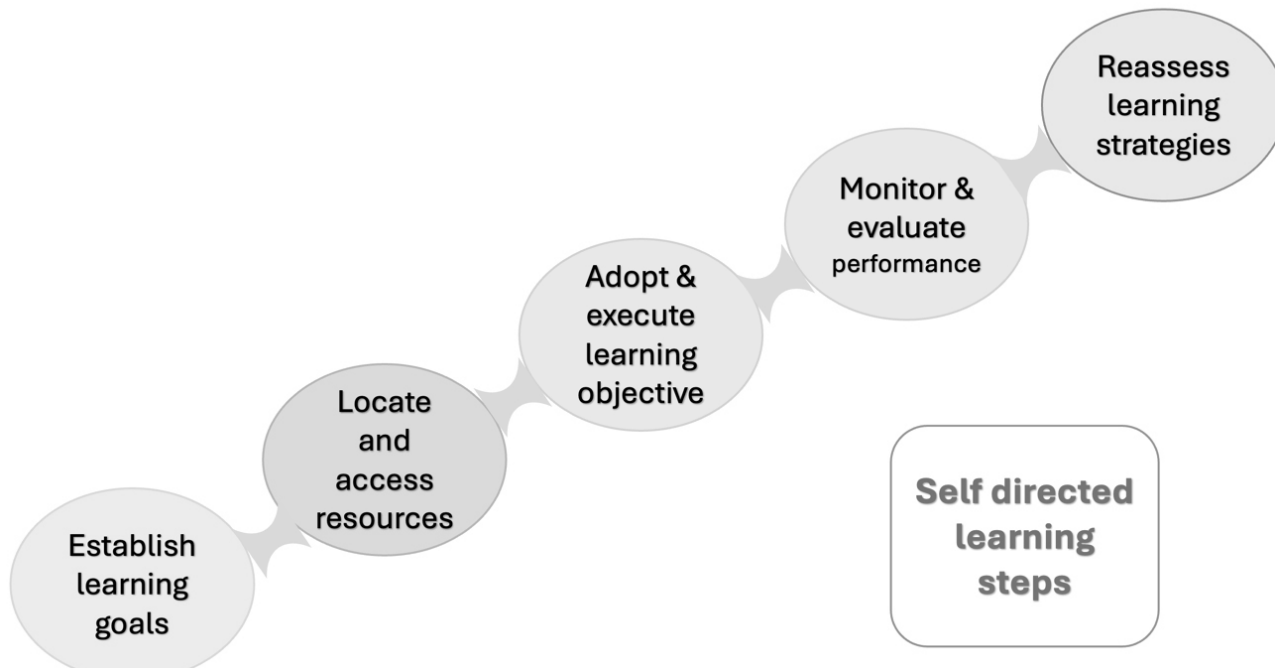 Establish
learning
goals
Locate
and
access
resources
Adopt &
execute
learning
objective
Monitor &
evaluate
performance
Reassess
learning
strategies
Self directed
learning
steps